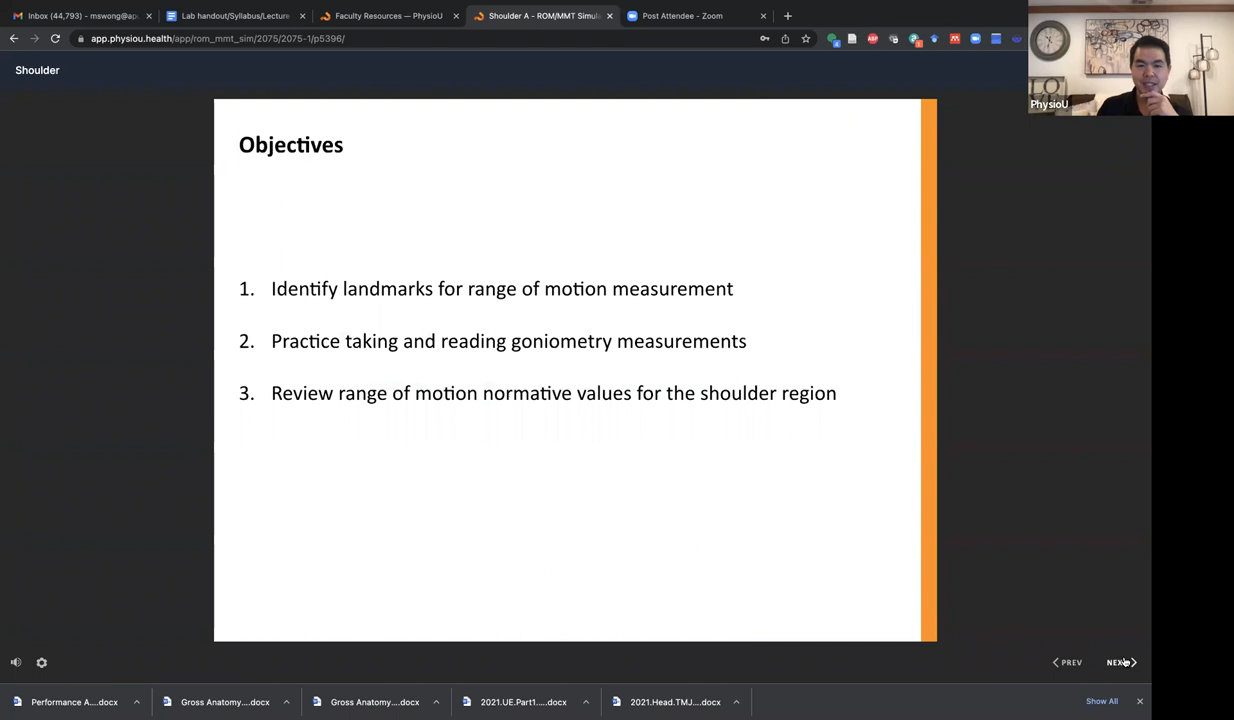 Inbox (44,793) - mswong@ap
Lab handout/Syllabus/Lecture
Faculty Resources — PhysioU
Shoulder A - ROM/MMT Simul
Post Attendee - Zoom
app.physiou.health/app/rom_mmt_sim/2075/2075-1/p5396/
Shoulder
PhysioU
Objectives
1. Identify landmarks for range of motion measurement
2. Practice taking and reading goniometry measurements
3. Review range of motion normative values for the shoulder region
PREV
NEXT
Performance A....docx
Gross Anatomy....docx
Gross Anatomy....docx
2021.UE.Part1.....docx
2021.Head.TMJ....docx
Show All